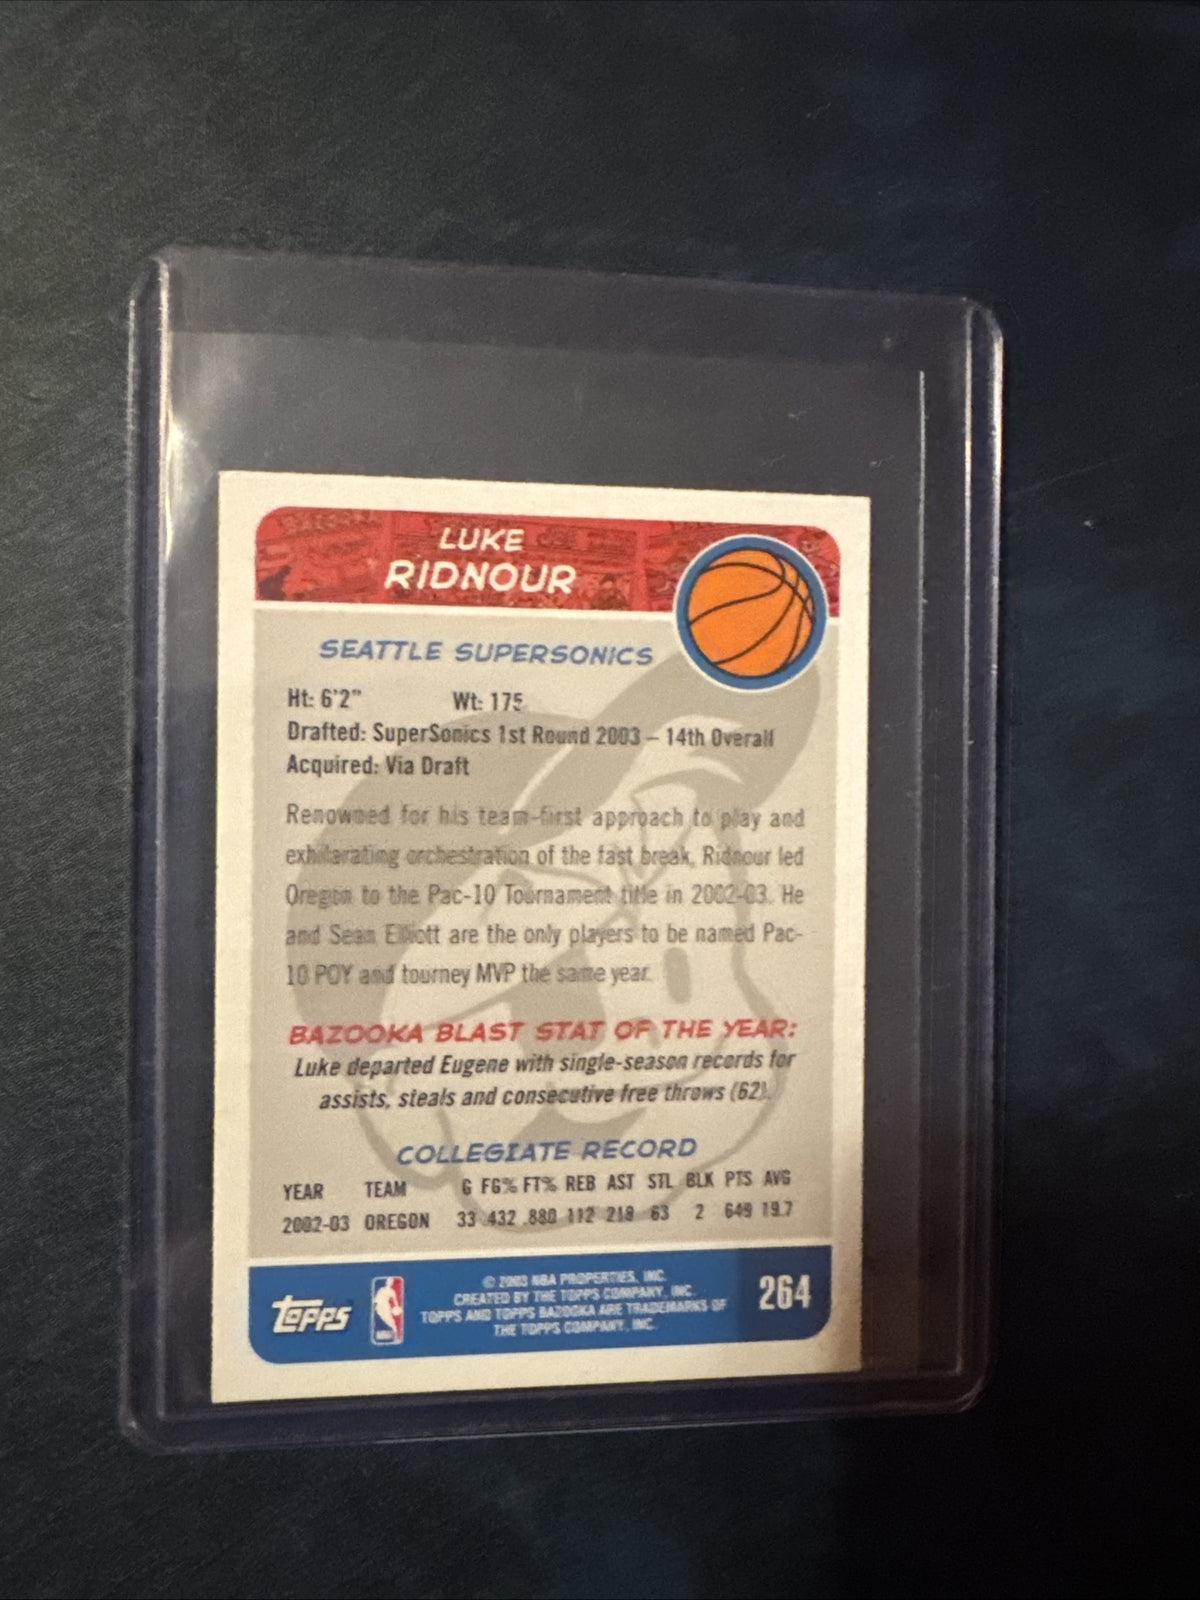 LUKE
RIDNOUR
SEATTLE SUPERSONICS
Ht: 6'2" Wt: 175
Drafted: SuperSonics 1st Round 2003 – 14th Overall
Acquired: Via Draft
Renowned for his team-first approach to play and
exhilarating orchestration of the fast break, Ridnour led
Oregon to the Pac-10 Tournament title in 2002-03. He
and Sean Elliott are the only players to be named Pac-
10 POY and tourney MVP the same year.
BAZOOKA BLAST STAT OF THE YEAR:
Luke departed Eugene with single-season records for
assists, steals and consecutive free throws (62).
COLLEGIATE RECORD
YEAR TEAM G FG% FT% REB AST STL BLK PTS AVG
2002-03 OREGON 33 .432 .880 112 218 63 2 649 19.7
TOPPS
NBA
© 2003 NBA PROPERTIES, INC.
CREATED BY THE TOPPS COMPANY, INC.
TOPPS AND TOPPS BAZOOKA ARE TRADEMARKS OF
THE TOPPS COMPANY, INC.
264